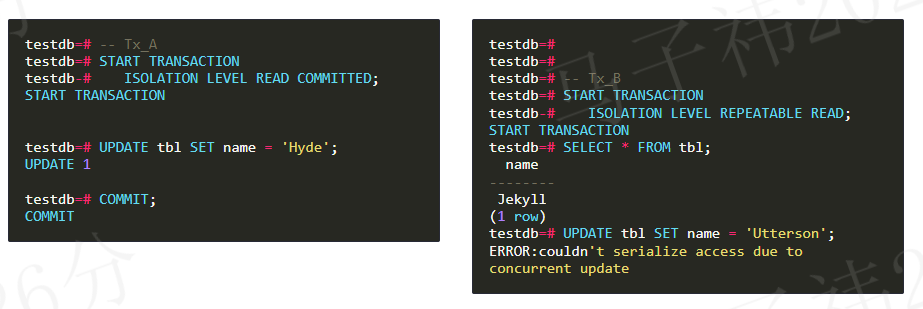 testdb=# -- Tx_A
testdb=# START TRANSACTION
testdb-#    ISOLATION LEVEL READ COMMITTED;
START TRANSACTION
testdb=# UPDATE tbl SET name = 'Hyde';
UPDATE 1
testdb=# COMMIT;
COMMIT
testdb=#
testdb=#
testdb=# -- Tx_B
testdb=# START TRANSACTION
testdb-#    ISOLATION LEVEL REPEATABLE READ;
START TRANSACTION
testdb=# SELECT * FROM tbl;
  name
--------
 Jekyll
(1 row)
testdb=# UPDATE tbl SET name = 'Utterson';
ERROR:couldn't serialize access due to
concurrent update